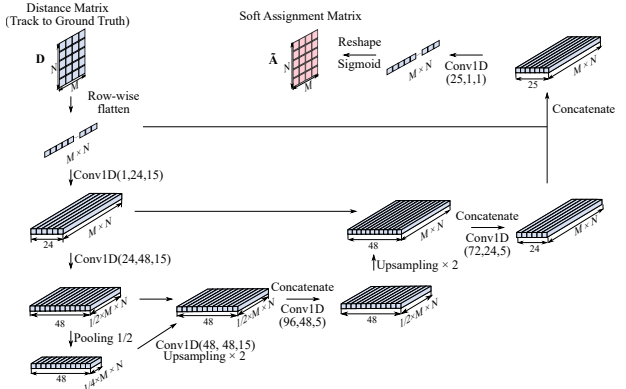 Distance Matrix
(Track to Ground Truth)
Soft Assignment Matrix
D
N
M
Ã
N
M
Reshape
Sigmoid
M × N
Conv1D
(25,1,1)
25
M × N
Row-wise
flatten
Concatenate
M × N
Conv1D(1,24,15)
24
M × N
48
M × N
Concatenate
Conv1D
(72,24,5)
24
M × N
Conv1D(24,48,15)
Upsampling × 2
48
1/2×M × N
48
1/2×M × N
Concatenate
Conv1D
(96,48,5)
48
1/2×M × N
Pooling 1/2
Conv1D(48, 48,15)
Upsampling × 2
48
1/4×M × N